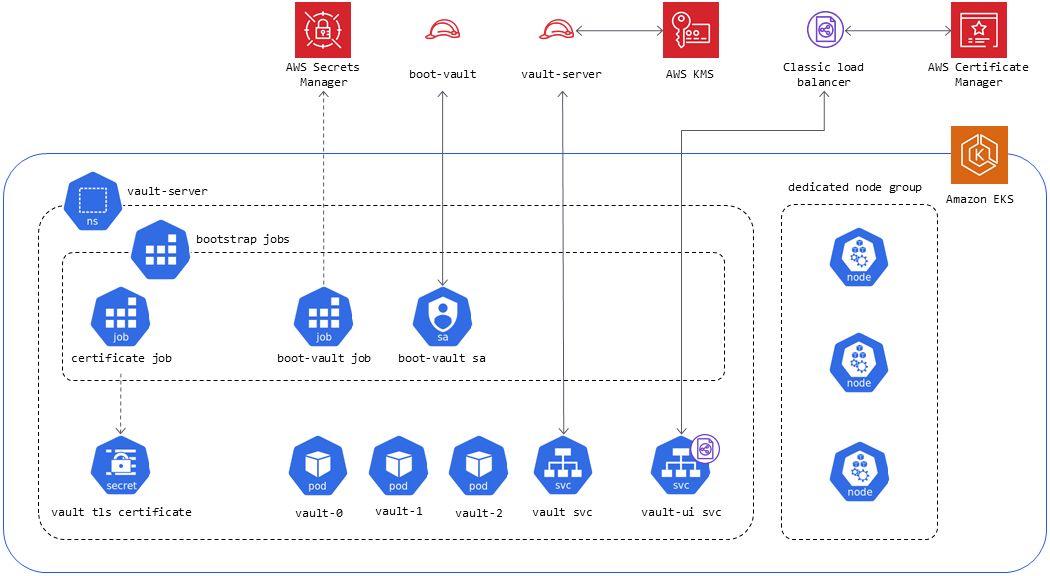 AWS Secrets
Manager
boot-vault
vault-server
AWS KMS
Classic load
balancer
AWS Certificate
Manager
K
Amazon EKS
ns
vault-server
bootstrap jobs
dedicated node group
job
certificate job
job
boot-vault job
sa
boot-vault sa
node
node
node
secret
vault tls certificate
pod
vault-0
pod
vault-1
pod
vault-2
svc
vault svc
svc
vault-ui svc